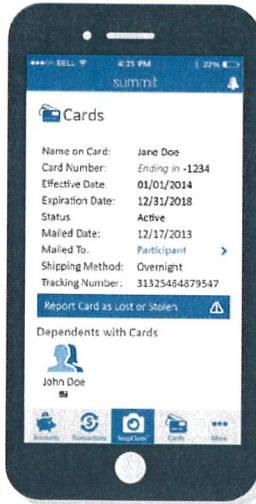 BELL 4:21 PM 22%
summit
Cards
Name on Card: Jane Doe
Card Number: Ending in -1234
Effective Date: 01/01/2014
Expiration Date: 12/31/2018
Status Active
Mailed Date: 12/17/2013
Mailed To: Participant >
Shipping Method: Overnight
Tracking Number: 31325464879547
Report Card as Lost or Stolen
Dependents with Cards
John Doe
Accounts Transactions SnapClaim Cards More